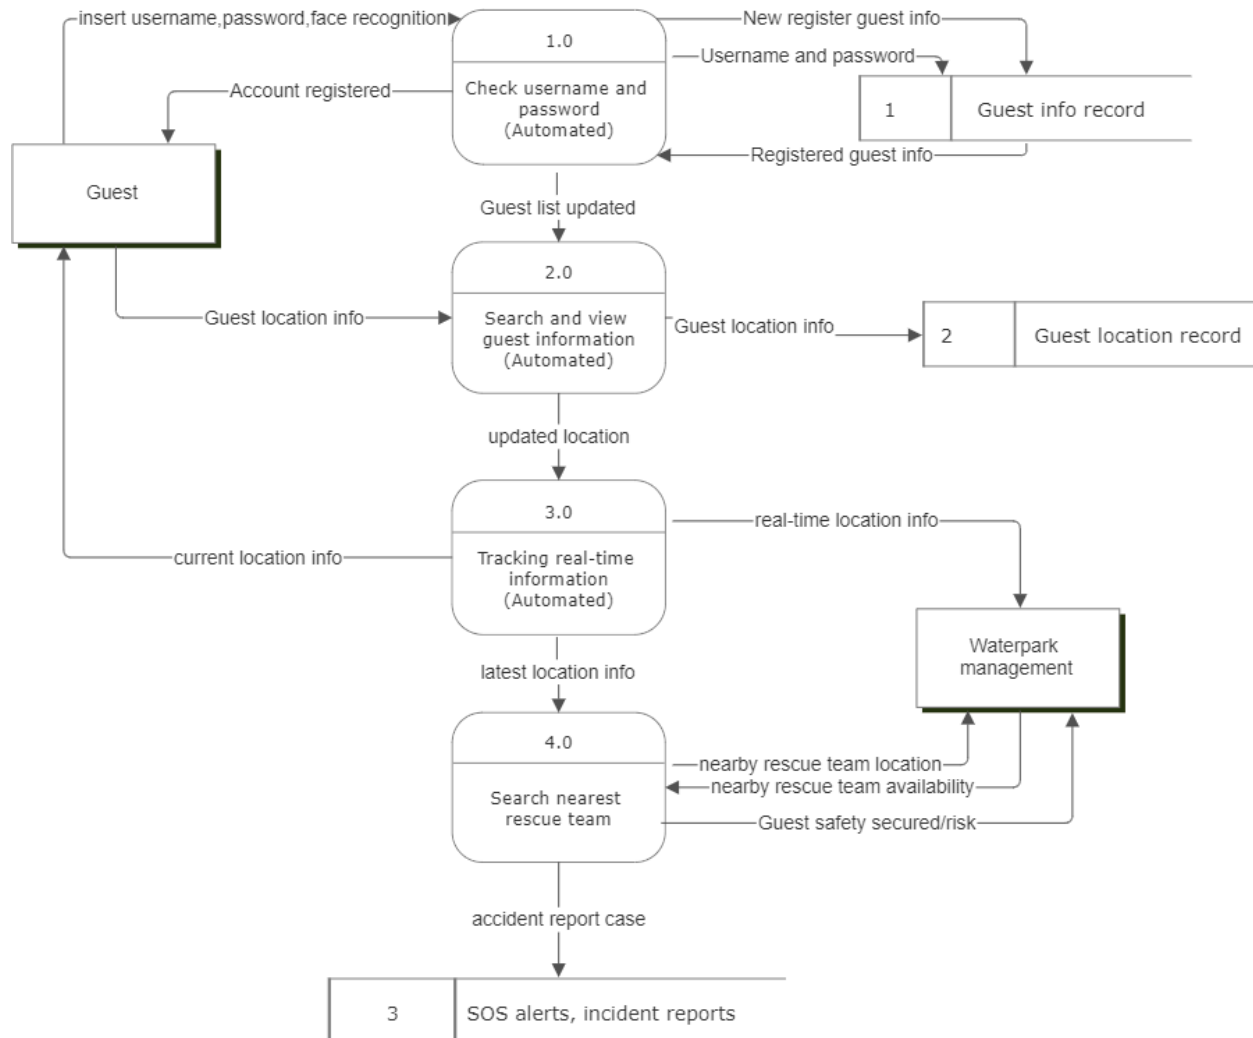 insert username,password,face recognition
New register guest info
1.0
Username and password
Check username and
password
(Automated)
Account registered
1
Guest info record
Registered guest info
Guest
Guest list updated
2.0
Search and view
guest information
(Automated)
Guest location info
Guest location info
2
Guest location record
updated location
3.0
Tracking real-time
information
(Automated)
real-time location info
current location info
Waterpark
management
latest location info
4.0
Search nearest
rescue team
nearby rescue team location
nearby rescue team availability
Guest safety secured/risk
accident report case
3
SOS alerts, incident reports